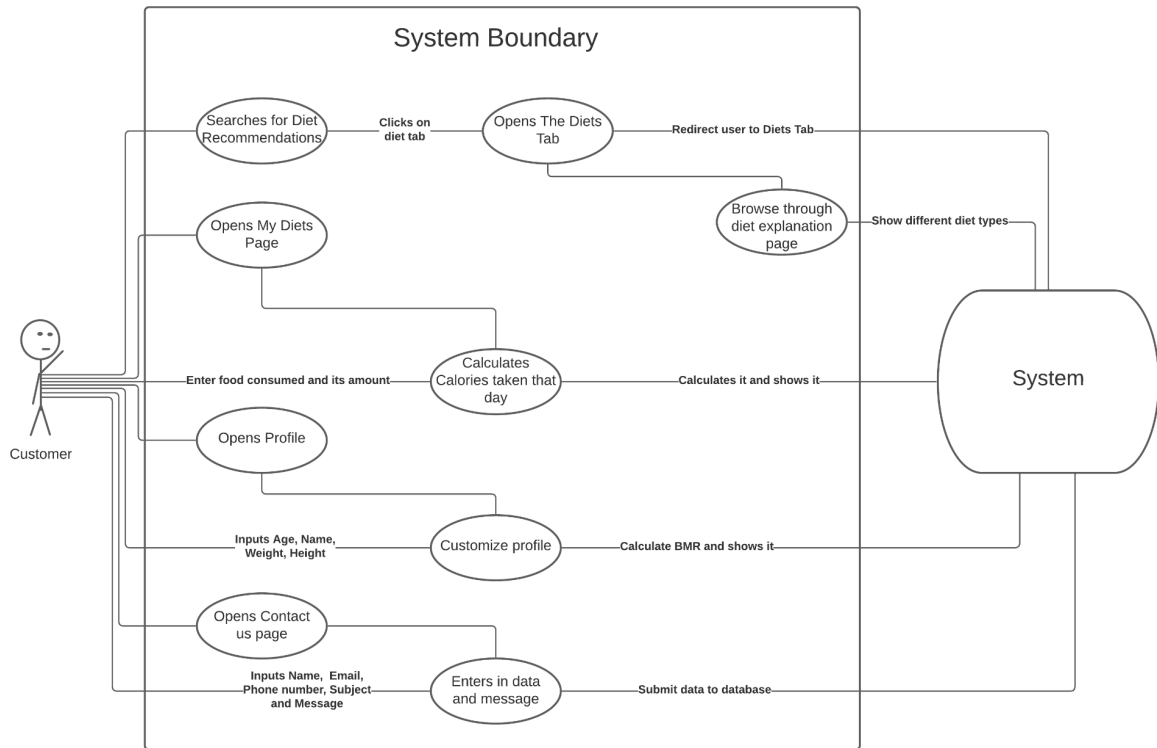 System Boundary
Searches for Diet
Recommendations
Clicks on
diet tab
Opens The Diets
Tab
Redirect user to Diets Tab
Browse through
diet explanation
page
Show different diet types
Opens My Diets
Page
System
Customer
Enter food consumed and its amount
Calculates
Calories taken that
day
Calculates it and shows it
Opens Profile
Inputs Age, Name,
Weight, Height
Customize profile
Calculate BMR and shows it
Opens Contact
us page
Inputs Name, Email,
Phone number, Subject
and Message
Enters in data
and message
Submit data to database